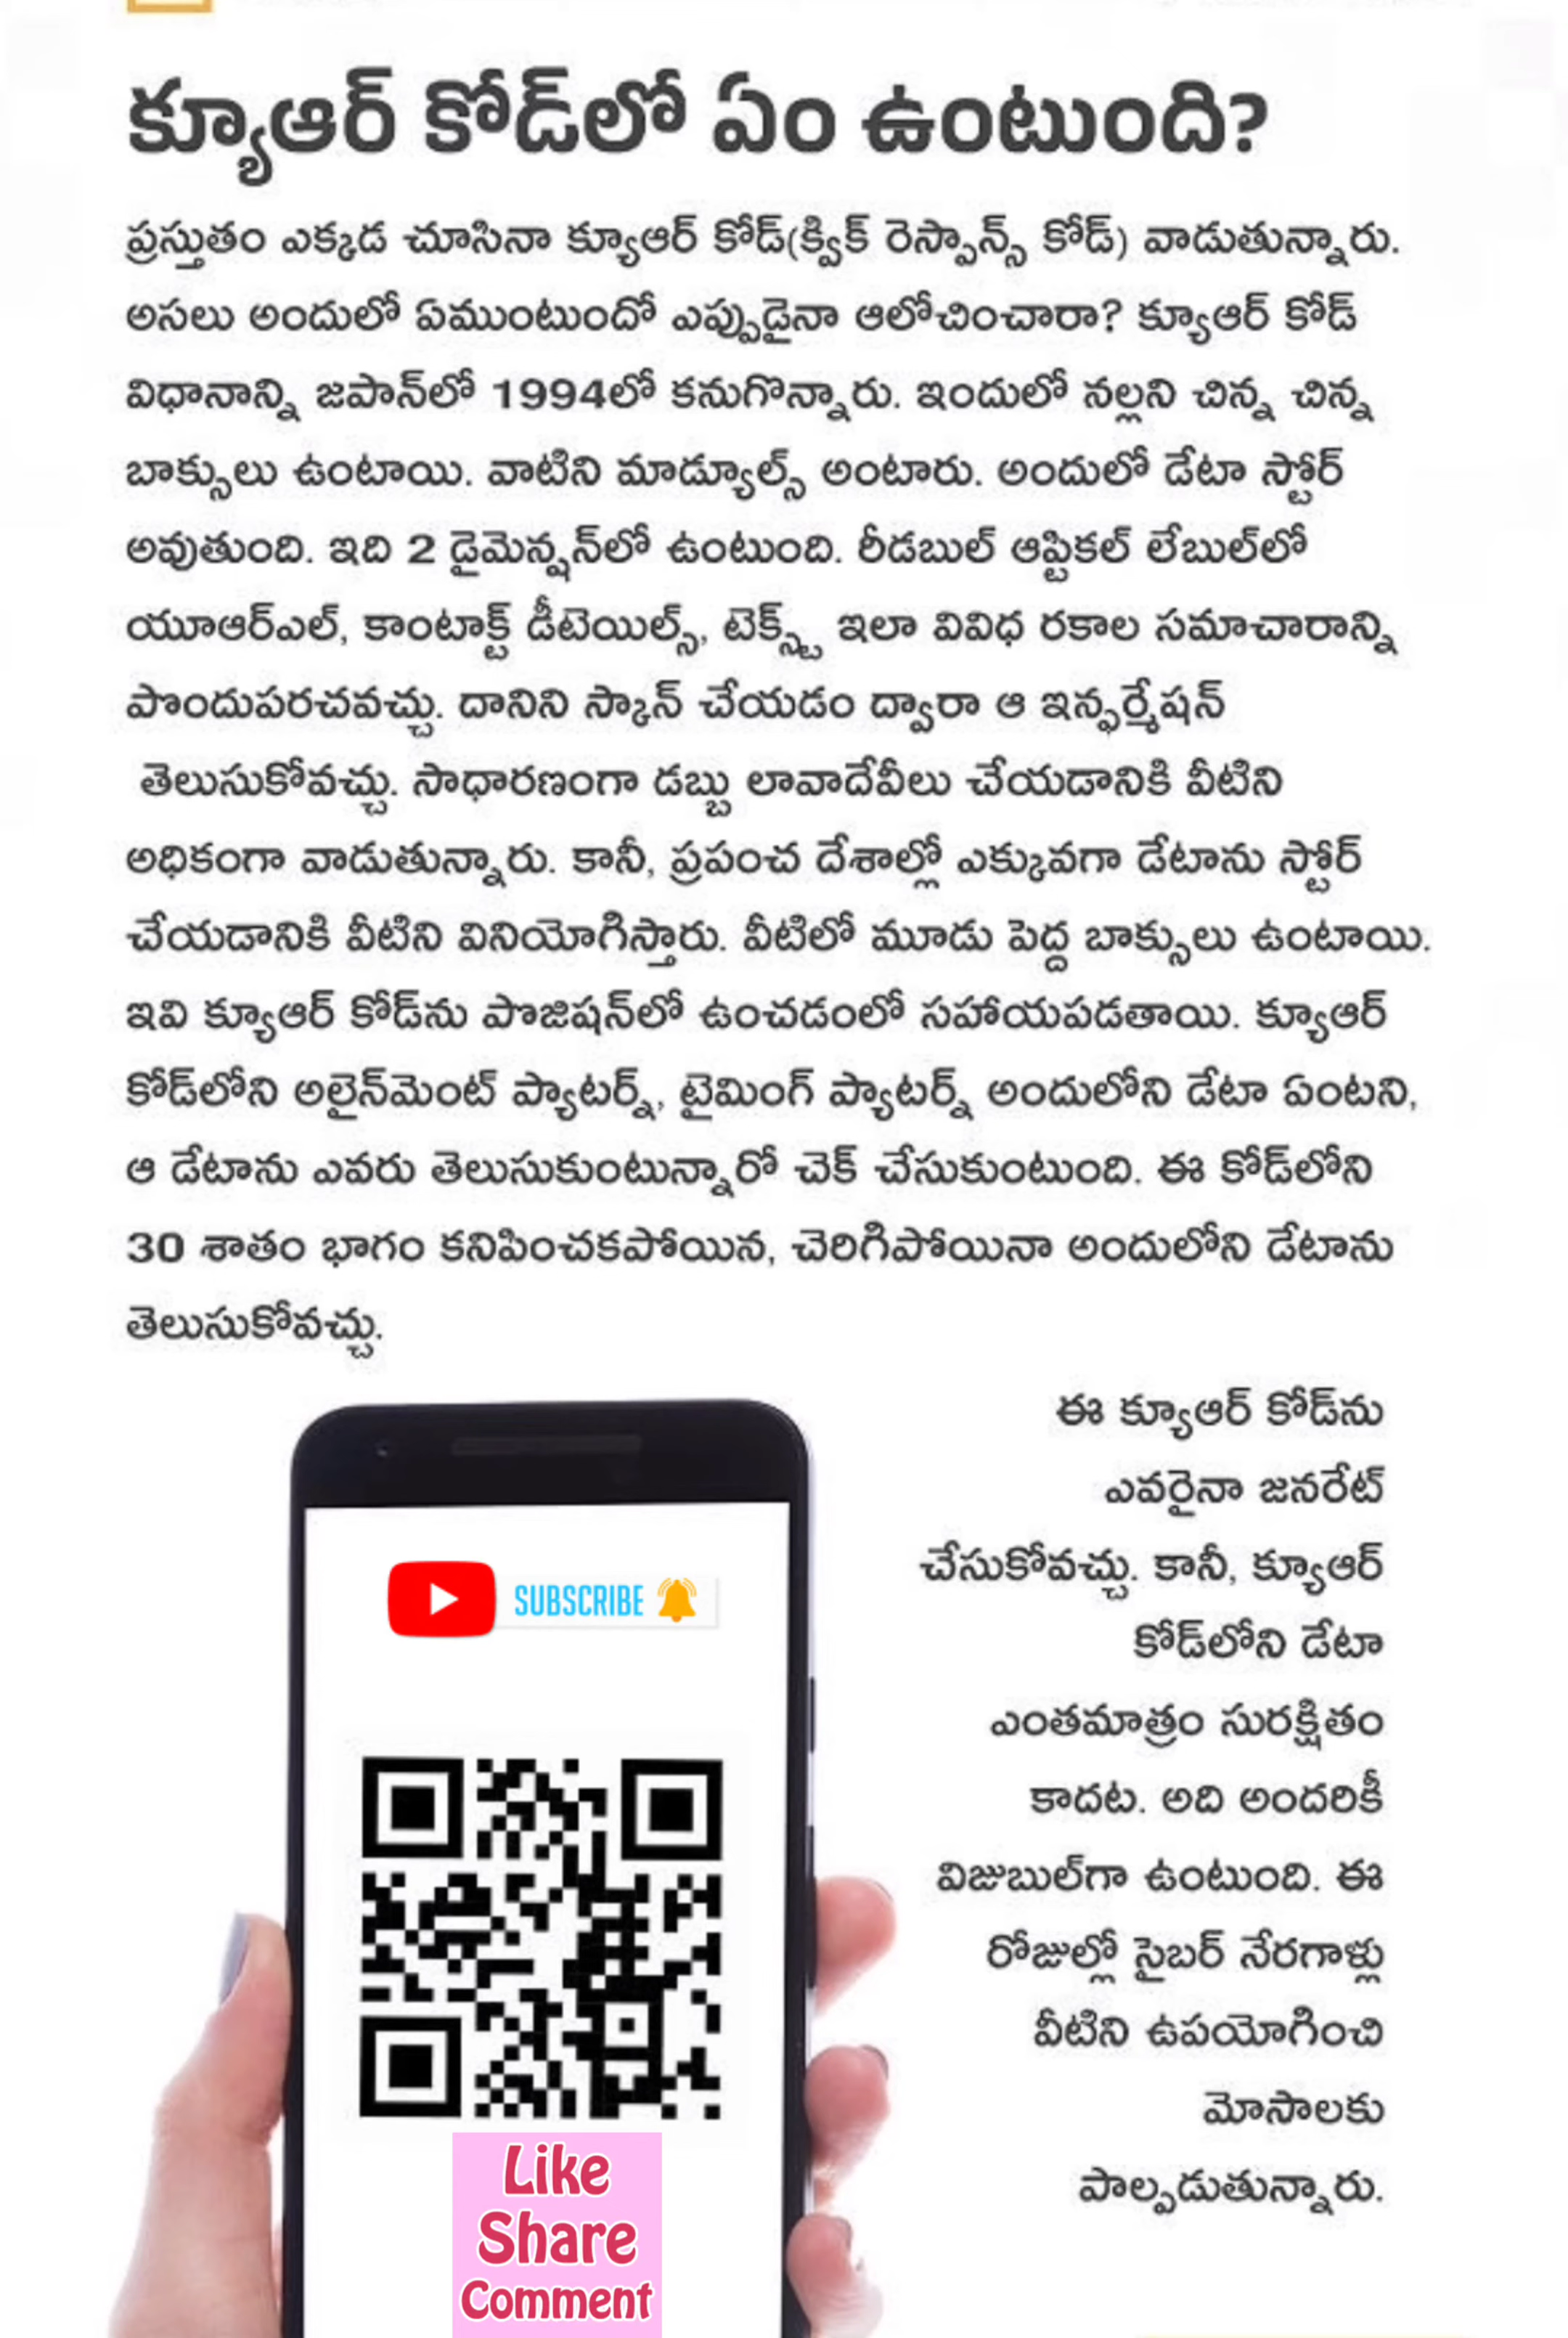 క్యూఆర్ కోడ్‌లో ఏం ఉంటుంది?
ప్రస్తుతం ఎక్కడ చూసినా క్యూఆర్ కోడ్(క్విక్ రెస్పాన్స్ కోడ్) వాడుతున్నారు.
అసలు అందులో ఏముంటుందో ఎప్పుడైనా ఆలోచించారా? క్యూఆర్ కోడ్
విధానాన్ని జపాన్‌లో 1994లో కనుగొన్నారు. ఇందులో నల్లని చిన్న చిన్న
బాక్సులు ఉంటాయి. వాటిని మాడ్యూల్స్ అంటారు. అందులో డేటా స్టోర్
అవుతుంది. ఇది 2 డైమెన్షన్‌లో ఉంటుంది. రీడబుల్ ఆప్టికల్ లేబుల్‌లో
యూఆర్ఎల్, కాంటాక్ట్ డీటెయిల్స్, టెక్స్ట్ ఇలా వివిధ రకాల సమాచారాన్ని
పొందుపరచవచ్చు. దానిని స్కాన్ చేయడం ద్వారా ఆ ఇన్ఫర్మేషన్
తెలుసుకోవచ్చు. సాధారణంగా డబ్బు లావాదేవీలు చేయడానికి వీటిని
అధికంగా వాడుతున్నారు. కానీ, ప్రపంచ దేశాల్లో ఎక్కువగా డేటాను స్టోర్
చేయడానికి వీటిని వినియోగిస్తారు. వీటిలో మూడు పెద్ద బాక్సులు ఉంటాయి.
ఇవి క్యూఆర్ కోడ్‌ను పొజిషన్‌లో ఉంచడంలో సహాయపడతాయి. క్యూఆర్
కోడ్‌లోని అలైన్‌మెంట్ ప్యాటర్న్, టైమింగ్ ప్యాటర్న్ అందులోని డేటా ఏంటని,
ఆ డేటాను ఎవరు తెలుసుకుంటున్నారో చెక్ చేసుకుంటుంది. ఈ కోడ్‌లోని
30 శాతం భాగం కనిపించకపోయిన, చెరిగిపోయినా అందులోని డేటాను
తెలుసుకోవచ్చు.
ఈ క్యూఆర్ కోడ్‌ను
ఎవరైనా జనరేట్
చేసుకోవచ్చు. కానీ, క్యూఆర్
కోడ్‌లోని డేటా
ఎంతమాత్రం సురక్షితం
కాదట. అది అందరికీ
విజుబుల్‌గా ఉంటుంది. ఈ
రోజుల్లో సైబర్ నేరగాళ్లు
వీటిని ఉపయోగించి
మోసాలకు
పాల్పడుతున్నారు.
SUBSCRIBE
Like
Share
Comment